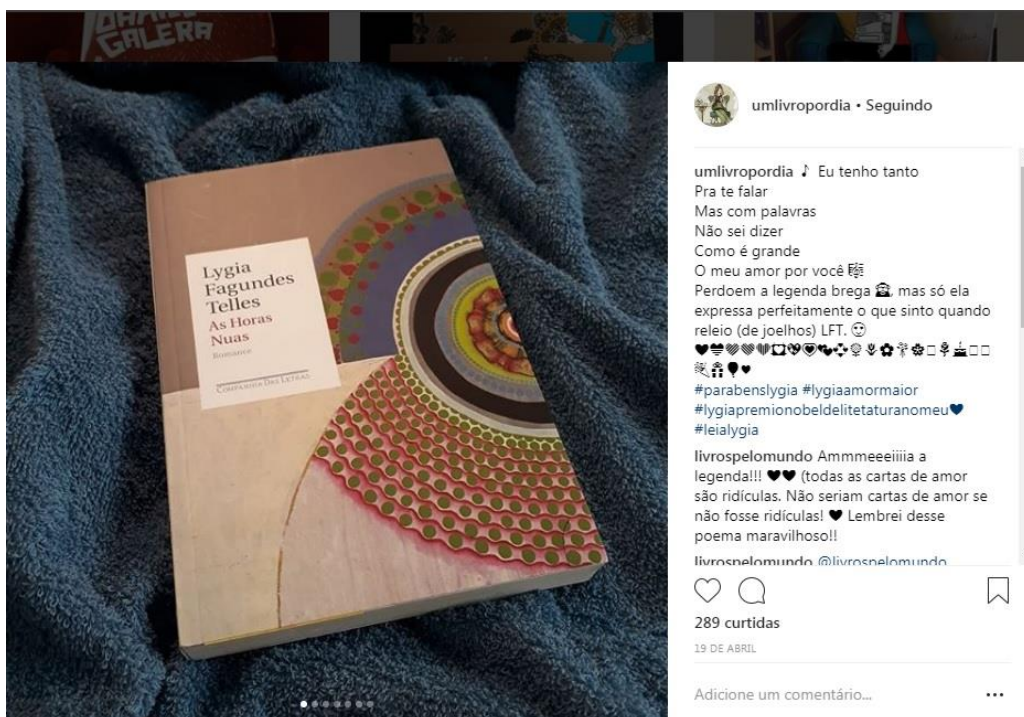 DANIEL
GALERA
Lygia
Fagundes
Telles
As Horas
Nuas
Romance
COMPANHIA DAS LETRAS
umlivropordia • Seguindo
umlivropordia ♪ Eu tenho tanto
Pra te falar
Mas com palavras
Não sei dizer
Como é grande
O meu amor por você 🎼
Perdoem a legenda brega 🙈, mas só ela
expressa perfeitamente o que sinto quando
releio (de joelhos) LFT. 🙄
#parabenslygia #lygiaamormaior
#lygiapremionobeldelitetaturanomeu🖤
#leialygia
livrospelomundo Ammmeeeiiiia a
legenda!!! 🖤🖤 (todas as cartas de amor
são ridículas. Não seriam cartas de amor se
não fosse ridículas! 🖤 Lembrei desse
poema maravilhoso!!
livrospelomundo @livrospelomundo
289 curtidas
19 DE ABRIL
Adicione um comentário...